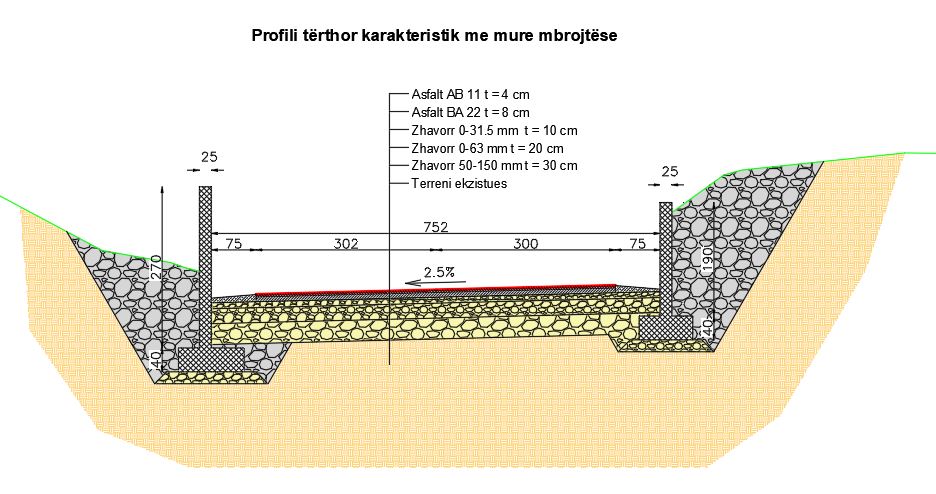 Profili tërthor karakteristik me mure mbrojtëse
Asfalt AB 11 t = 4 cm
Asfalt BA 22 t = 8 cm
Zhavorr 0-31.5 mm t = 10 cm
Zhavorr 0-63 mm t = 20 cm
Zhavorr 50-150 mm t = 30 cm
Terreni ekzistues
25
25
752
75
302
300
75
2.5%
270
190
40
40